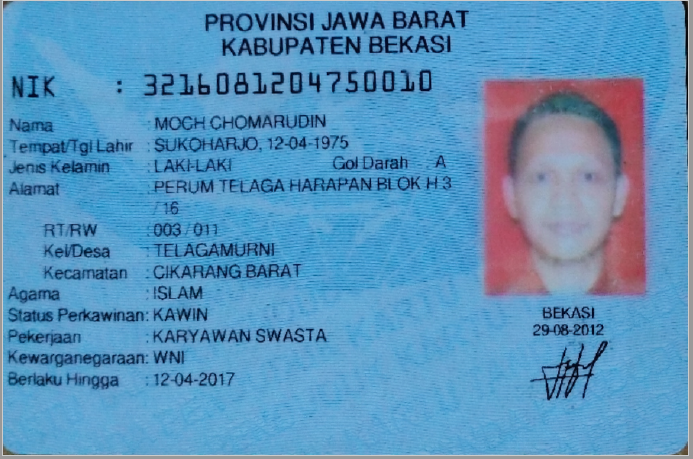 PROVINSI JAWA BARAT
KABUPATEN BEKASI
NIK : 3216081204750010
Nama : MOCH CHOMARUDIN
Tempat/Tgl Lahir : SUKOHARJO, 12-04-1975
Jenis Kelamin : LAKI-LAKI Gol Darah : A
Alamat : PERUM TELAGA HARAPAN BLOK H 3
/ 16
RT/RW : 003 / 011
Kel/Desa : TELAGAMURNI
Kecamatan : CIKARANG BARAT
Agama : ISLAM
Status Perkawinan: KAWIN
Pekerjaan : KARYAWAN SWASTA
Kewarganegaraan: WNI
Berlaku Hingga : 12-04-2017
BEKASI
29-08-2012